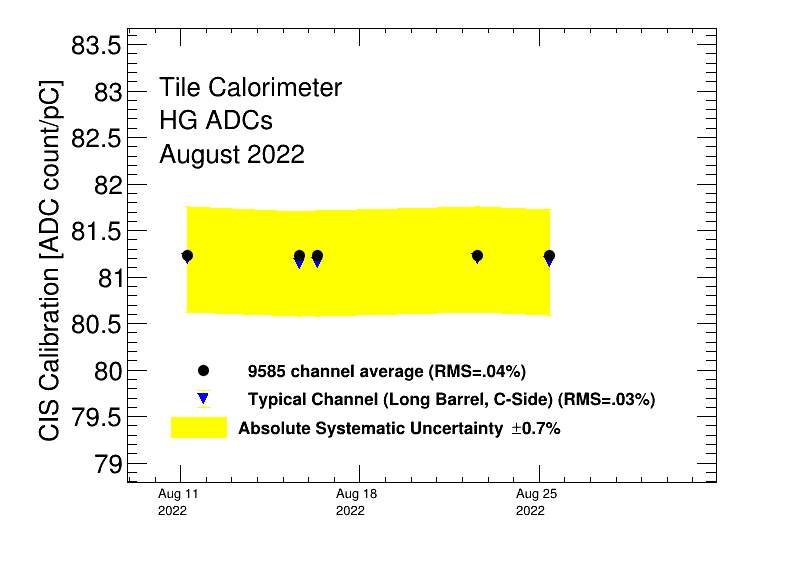 83.5
83
82.5
82
81.5
81
80.5
80
79.5
79
CIS Calibration [ADC count/pC]
Tile Calorimeter
HG ADCs
August 2022
9585 channel average (RMS=.04%)
Typical Channel (Long Barrel, C-Side) (RMS=.03%)
Absolute Systematic Uncertainty ±0.7%
Aug 11
2022
Aug 18
2022
Aug 25
2022